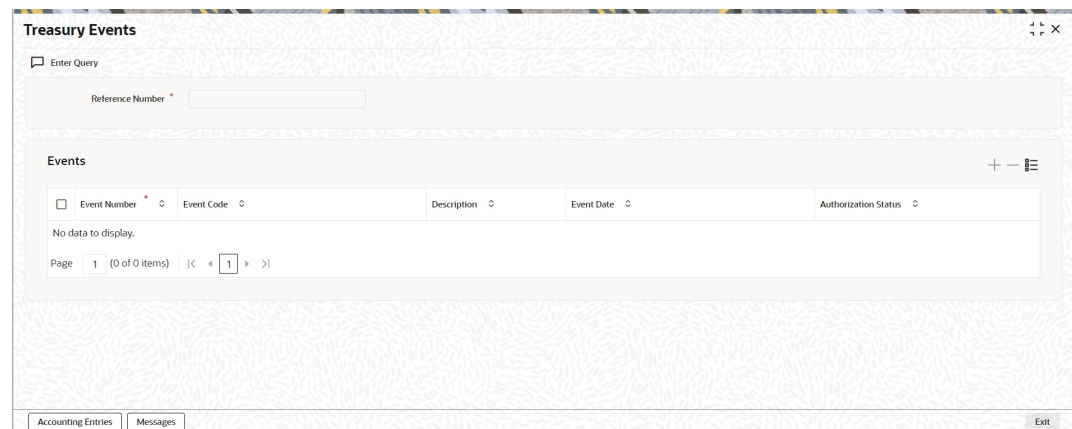 Treasury Events
Enter Query
Reference Number *
Events
Event Number * Event Code Description Event Date Authorization Status
No data to display.
Page 1 (0 of 0 items) 1
Accounting Entries Messages Exit